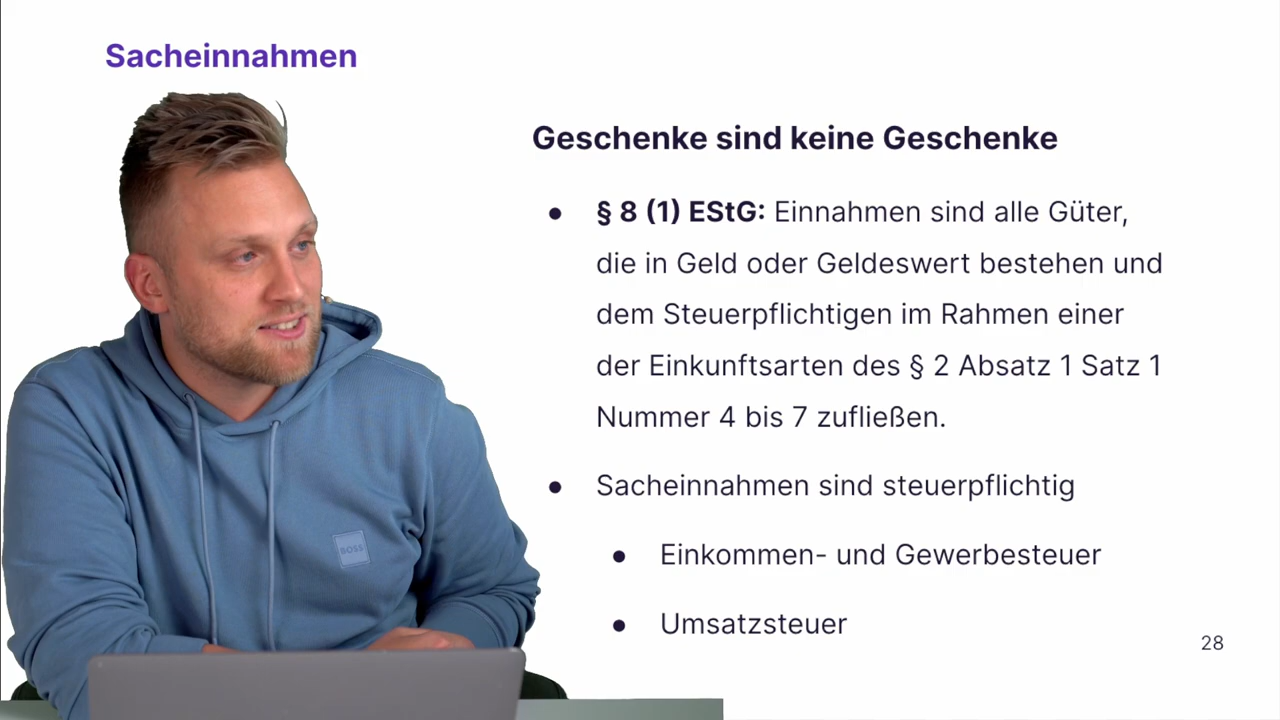 Sacheinnahmen
Geschenke sind keine Geschenke
● § 8 (1) EStG: Einnahmen sind alle Güter,
die in Geld oder Geldeswert bestehen und
dem Steuerpflichtigen im Rahmen einer
der Einkunftsarten des § 2 Absatz 1 Satz 1
Nummer 4 bis 7 zufließen.
● Sacheinnahmen sind steuerpflichtig
● Einkommen- und Gewerbesteuer
● Umsatzsteuer
28
BOSS